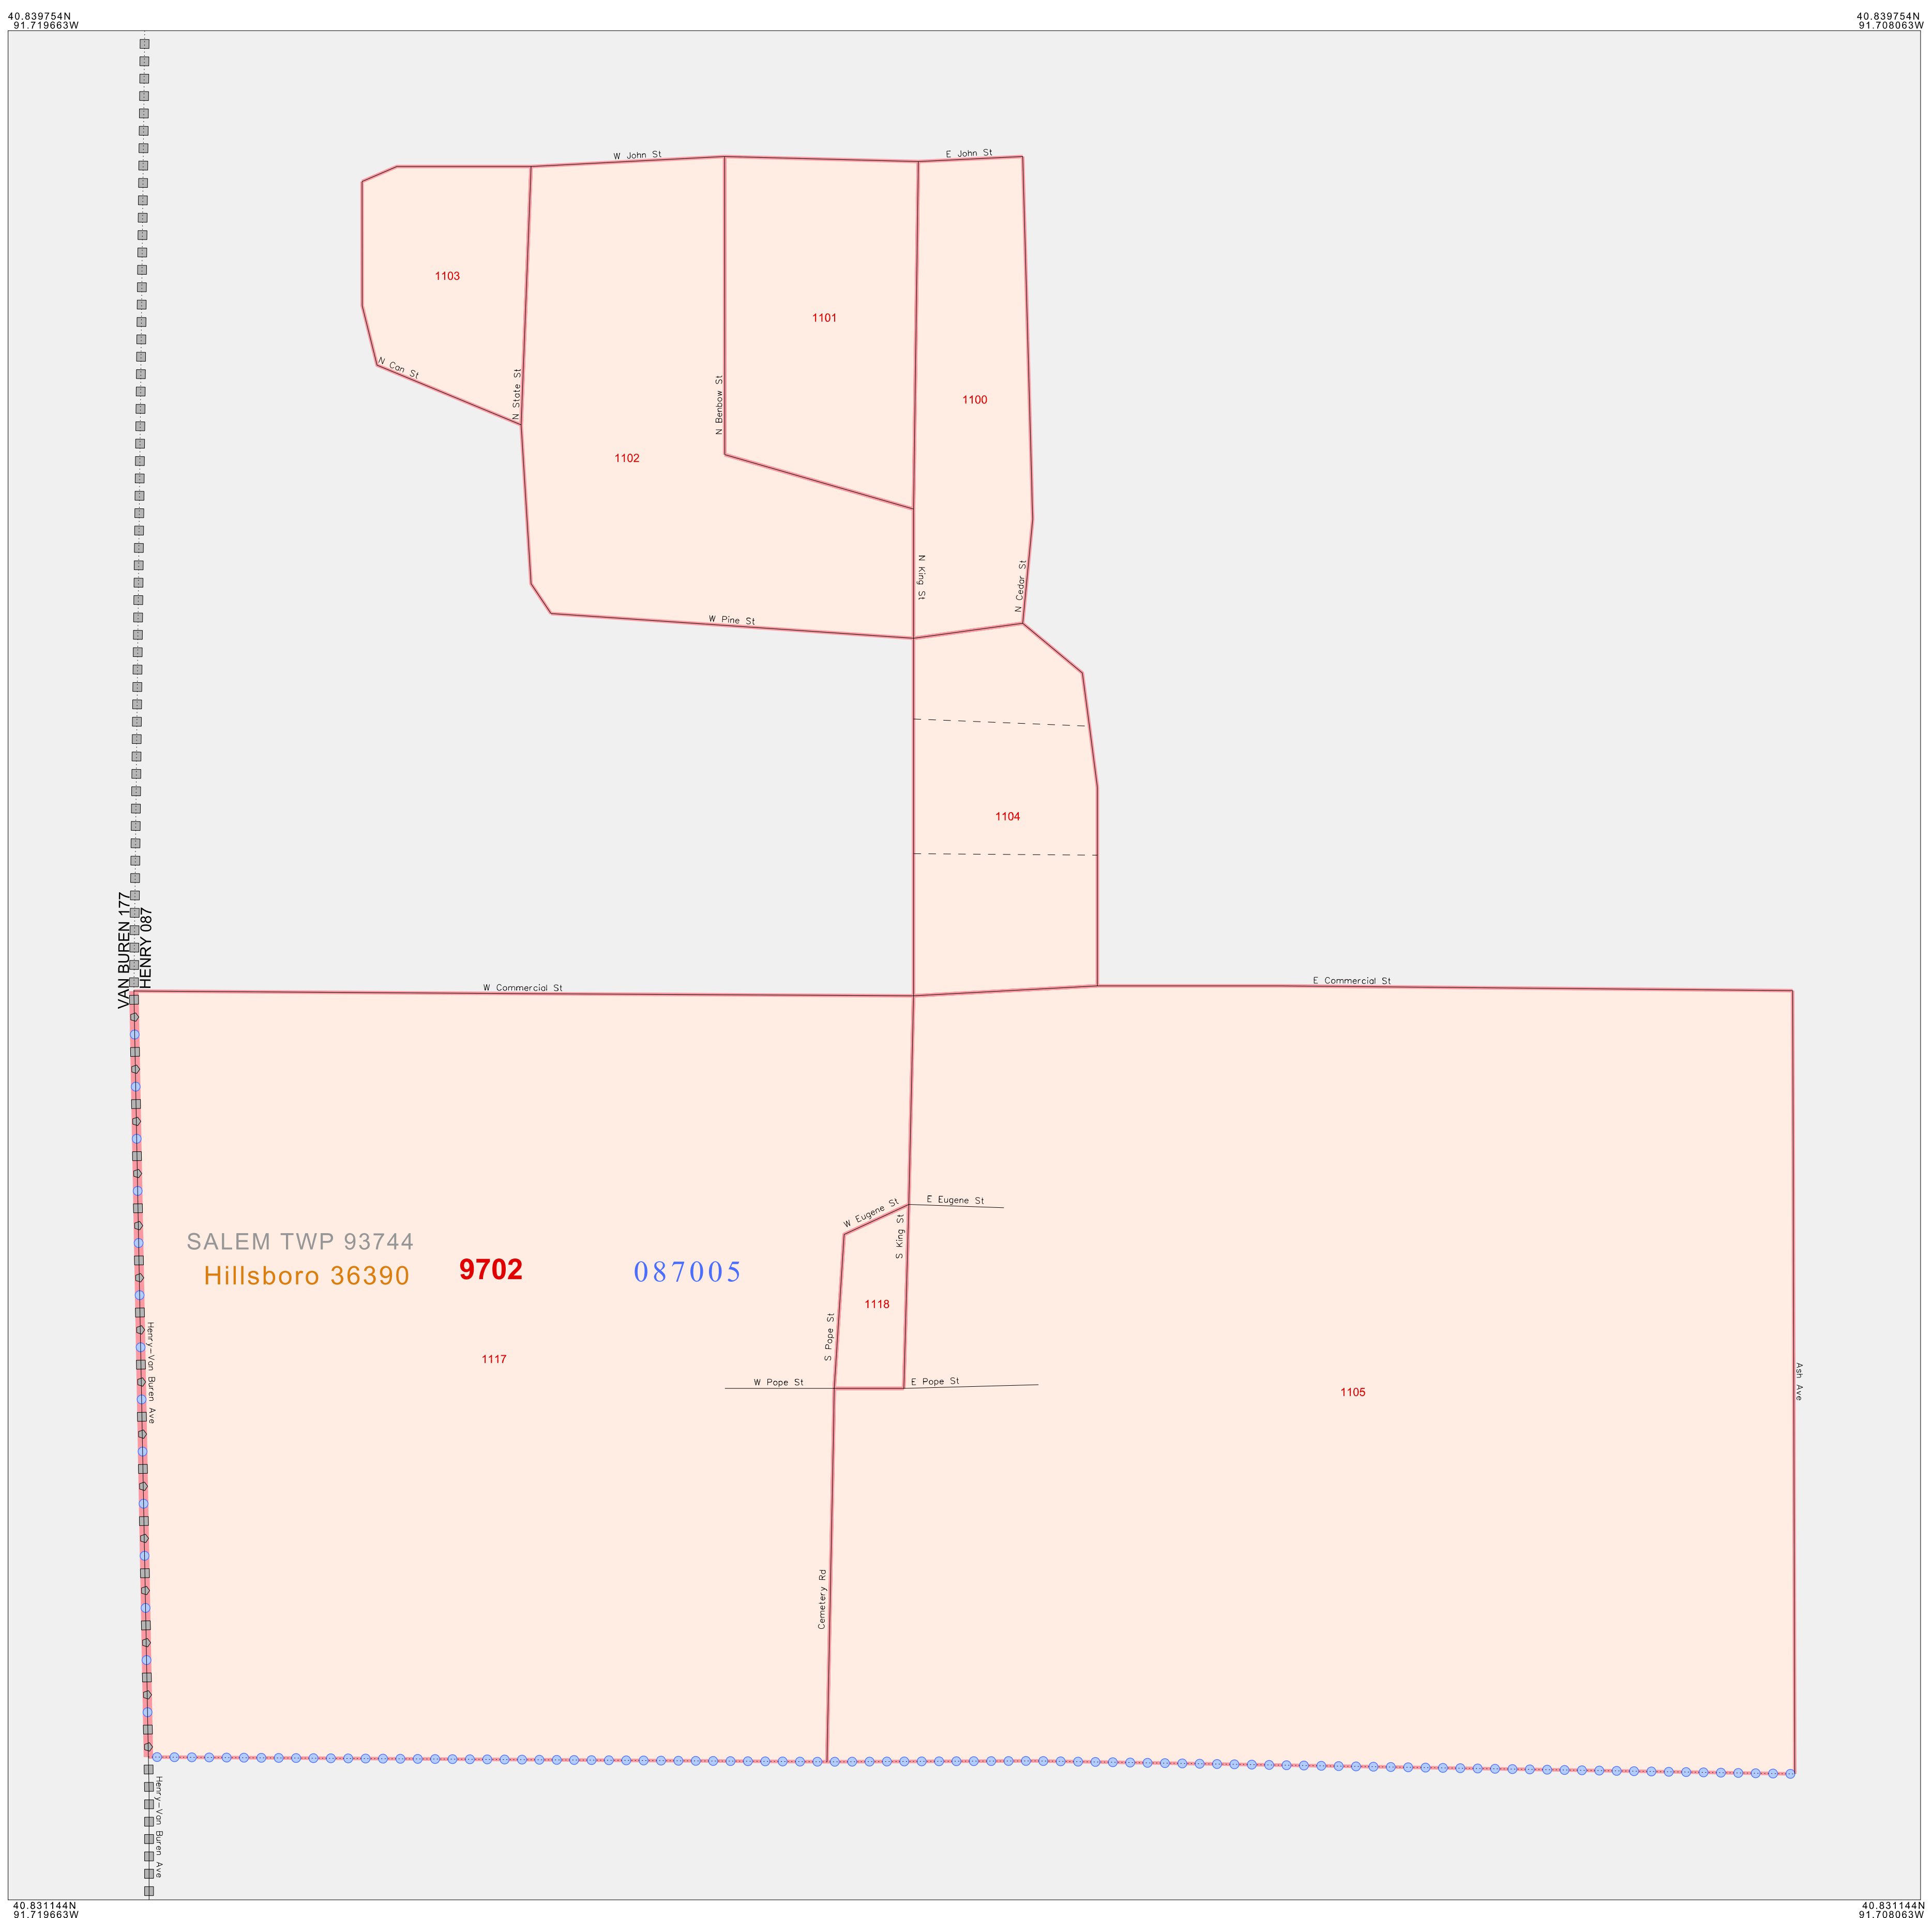 40.839754N
91.719663W
40.839754N
91.708063W
W John St
E John St
1103
1101
N Can St
N State St
N Benbow St
1100
1102
N King St
N Cedar St
W Pine St
1104
VAN BUREN 177
HENRY 087
W Commercial St
E Commercial St
W Eugene St
E Eugene St
S King St
SALEM TWP 93744
Hillsboro 36390
9702
087005
1118
S Pope St
Henry-Van Buren Ave
1117
W Pope St
E Pope St
1105
Ash Ave
Cemetery Rd
Henry-Van Buren Ave
40.831144N
91.719663W
40.831144N
91.708063W